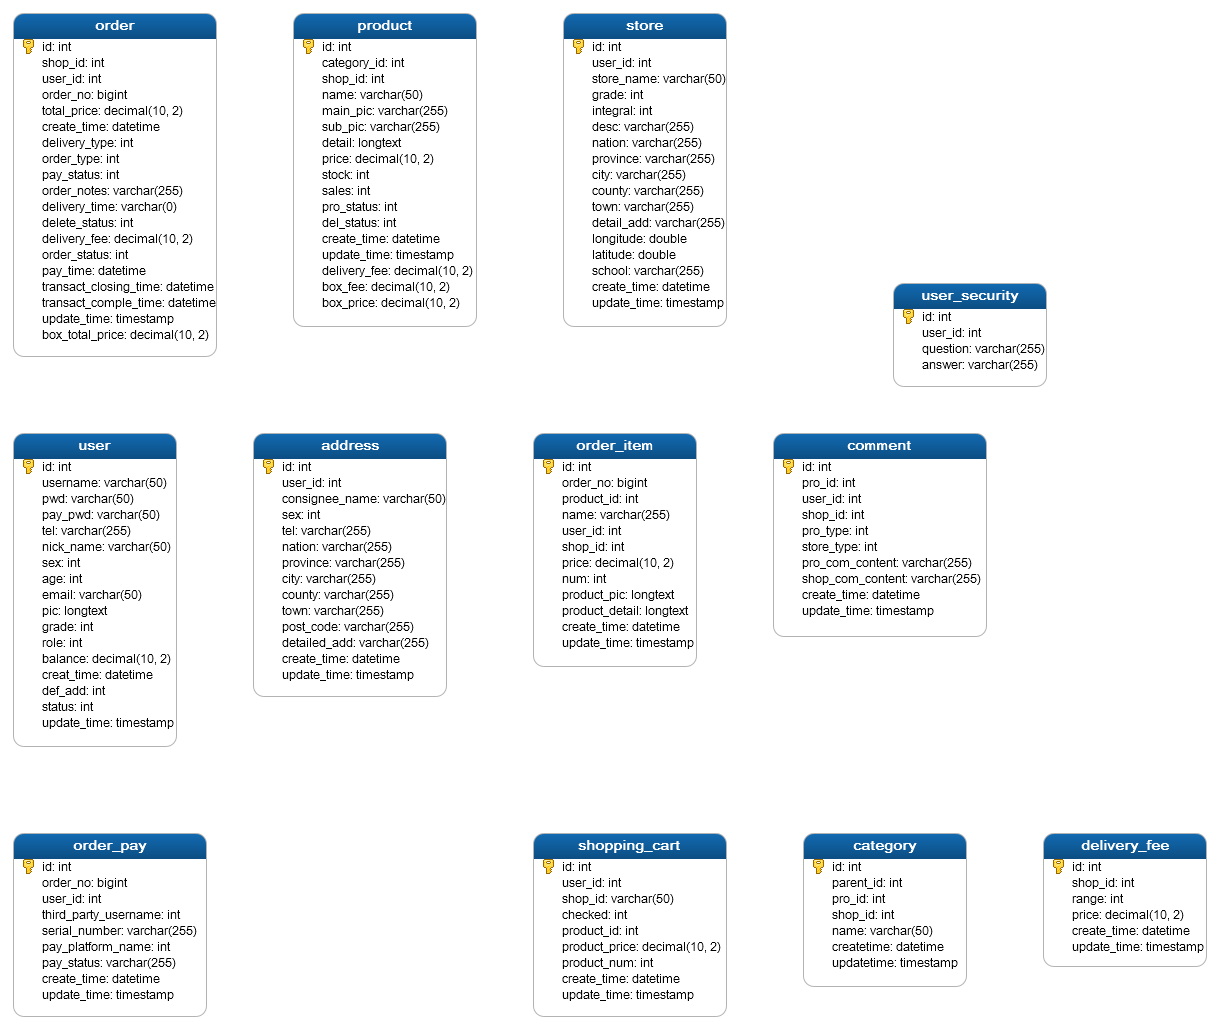 order
id: int
shop_id: int
user_id: int
order_no: bigint
total_price: decimal(10, 2)
create_time: datetime
delivery_type: int
order_type: int
pay_status: int
order_notes: varchar(255)
delivery_time: varchar(0)
delete_status: int
delivery_fee: decimal(10, 2)
order_status: int
pay_time: datetime
transact_closing_time: datetime
transact_comple_time: datetime
update_time: timestamp
box_total_price: decimal(10, 2)
product
id: int
category_id: int
shop_id: int
name: varchar(50)
main_pic: varchar(255)
sub_pic: varchar(255)
detail: longtext
price: decimal(10, 2)
stock: int
sales: int
pro_status: int
del_status: int
create_time: datetime
update_time: timestamp
delivery_fee: decimal(10, 2)
box_fee: decimal(10, 2)
box_price: decimal(10, 2)
store
id: int
user_id: int
store_name: varchar(50)
grade: int
integral: int
desc: varchar(255)
nation: varchar(255)
province: varchar(255)
city: varchar(255)
county: varchar(255)
town: varchar(255)
detail_add: varchar(255)
longitude: double
latitude: double
school: varchar(255)
create_time: datetime
update_time: timestamp
user_security
id: int
user_id: int
question: varchar(255)
answer: varchar(255)
user
id: int
username: varchar(50)
pwd: varchar(50)
pay_pwd: varchar(50)
tel: varchar(255)
nick_name: varchar(50)
sex: int
age: int
email: varchar(50)
pic: longtext
grade: int
role: int
balance: decimal(10, 2)
creat_time: datetime
def_add: int
status: int
update_time: timestamp
address
id: int
user_id: int
consignee_name: varchar(50)
sex: int
tel: varchar(255)
nation: varchar(255)
province: varchar(255)
city: varchar(255)
county: varchar(255)
town: varchar(255)
post_code: varchar(255)
detailed_add: varchar(255)
create_time: datetime
update_time: timestamp
order_item
id: int
order_no: bigint
product_id: int
name: varchar(255)
user_id: int
shop_id: int
price: decimal(10, 2)
num: int
product_pic: longtext
product_detail: longtext
create_time: datetime
update_time: timestamp
comment
id: int
pro_id: int
user_id: int
shop_id: int
pro_type: int
store_type: int
pro_com_content: varchar(255)
shop_com_content: varchar(255)
create_time: datetime
update_time: timestamp
order_pay
id: int
order_no: bigint
user_id: int
third_party_username: int
serial_number: varchar(255)
pay_platform_name: int
pay_status: varchar(255)
create_time: datetime
update_time: timestamp
shopping_cart
id: int
user_id: int
shop_id: varchar(50)
checked: int
product_id: int
product_price: decimal(10, 2)
product_num: int
create_time: datetime
update_time: timestamp
category
id: int
parent_id: int
pro_id: int
shop_id: int
name: varchar(50)
createtime: datetime
updatetime: timestamp
delivery_fee
id: int
shop_id: int
range: int
price: decimal(10, 2)
create_time: datetime
update_time: timestamp